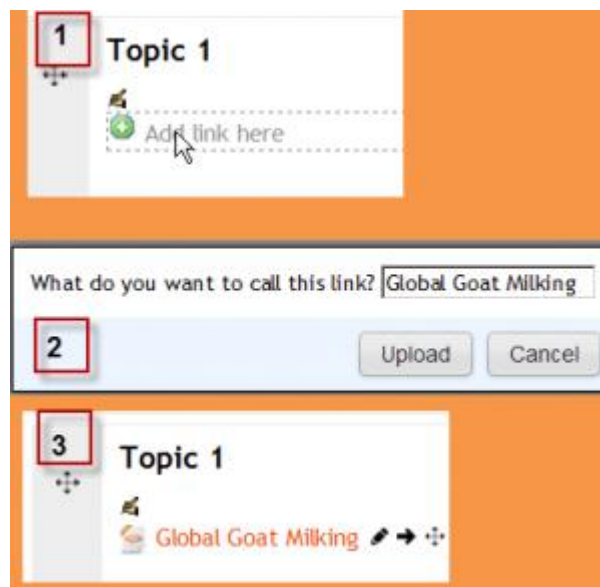 1
Topic 1
Add link here
What do you want to call this link? Global Goat Milking
2
Upload Cancel
3
Topic 1
Global Goat Milking